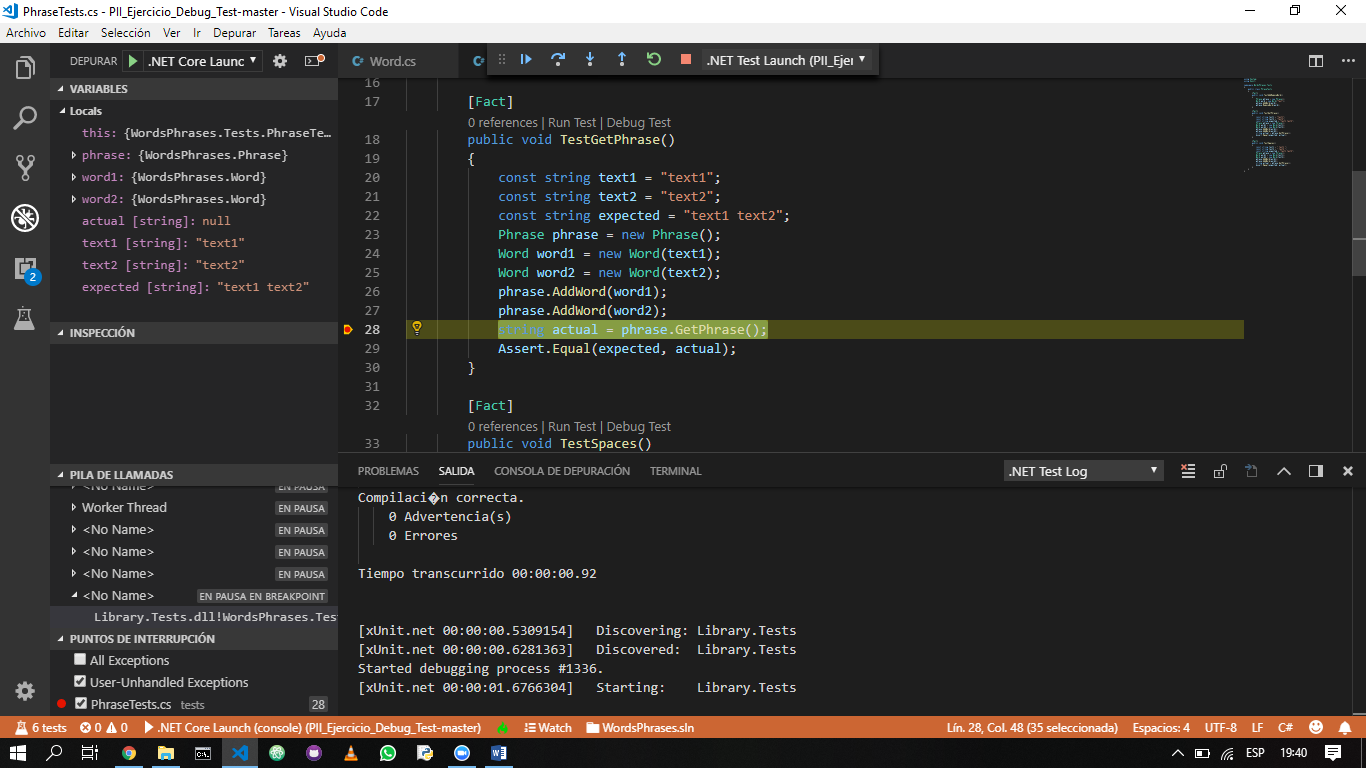 PhraseTests.cs - PII_Ejercicio_Debug_Test-master - Visual Studio Code
Archivo Editar Selección Ver Ir Depurar Tareas Ayuda
DEPURAR .NET Core Launc
Word.cs
.NET Test Launch (PII_Ejer
VARIABLES
Locals
this: {WordsPhrases.Tests.PhraseTe...
phrase: {WordsPhrases.Phrase}
word1: {WordsPhrases.Word}
word2: {WordsPhrases.Word}
actual [string]: null
text1 [string]: "text1"
text2 [string]: "text2"
expected [string]: "text1 text2"
INSPECCIÓN
PILA DE LLAMADAS
<No Name> EN PAUSA
Worker Thread EN PAUSA
<No Name> EN PAUSA
<No Name> EN PAUSA
<No Name> EN PAUSA
<No Name> EN PAUSA EN BREAKPOINT
Library.Tests.dll!WordsPhrases.Tes
PUNTOS DE INTERRUPCIÓN
All Exceptions
User-Unhandled Exceptions
PhraseTests.cs tests 28
2
16
17 [Fact]
0 references | Run Test | Debug Test
18 public void TestGetPhrase()
19 {
20 const string text1 = "text1";
21 const string text2 = "text2";
22 const string expected = "text1 text2";
23 Phrase phrase = new Phrase();
24 Word word1 = new Word(text1);
25 Word word2 = new Word(text2);
26 phrase.AddWord(word1);
27 phrase.AddWord(word2);
28 string actual = phrase.GetPhrase();
29 Assert.Equal(expected, actual);
30 }
31
32 [Fact]
0 references | Run Test | Debug Test
33 public void TestSpaces()
PROBLEMAS SALIDA CONSOLA DE DEPURACIÓN TERMINAL .NET Test Log
Compilaci�n correcta.
0 Advertencia(s)
0 Errores
Tiempo transcurrido 00:00:00.92
[xUnit.net 00:00:00.5309154] Discovering: Library.Tests
[xUnit.net 00:00:00.6281363] Discovered: Library.Tests
Started debugging process #1336.
[xUnit.net 00:00:01.6766304] Starting: Library.Tests
6 tests 0 0 .NET Core Launch (console) (PII_Ejercicio_Debug_Test-master) Watch WordsPhrases.sln Lín. 28, Col. 48 (35 seleccionada) Espacios: 4 UTF-8 LF C#
ESP 19:40